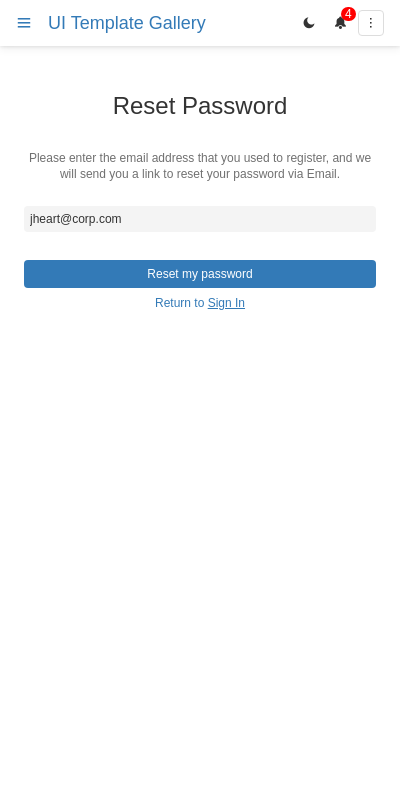 UI Template Gallery
4
Reset Password
Please enter the email address that you used to register, and we
will send you a link to reset your password via Email.
jheart@corp.com
Reset my password
Return to Sign In